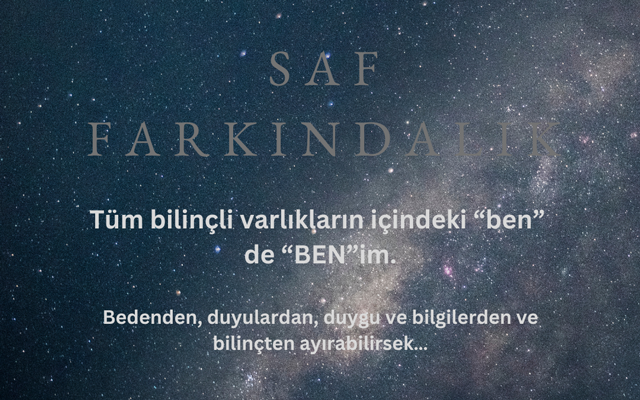 SAF
FARKINDALIK
Tüm bilinçli varlıkların içindeki “ben”
de “BEN”im.
Bedenden, duyulardan, duygu ve bilgilerden ve
bilinçten ayırabilirsek...